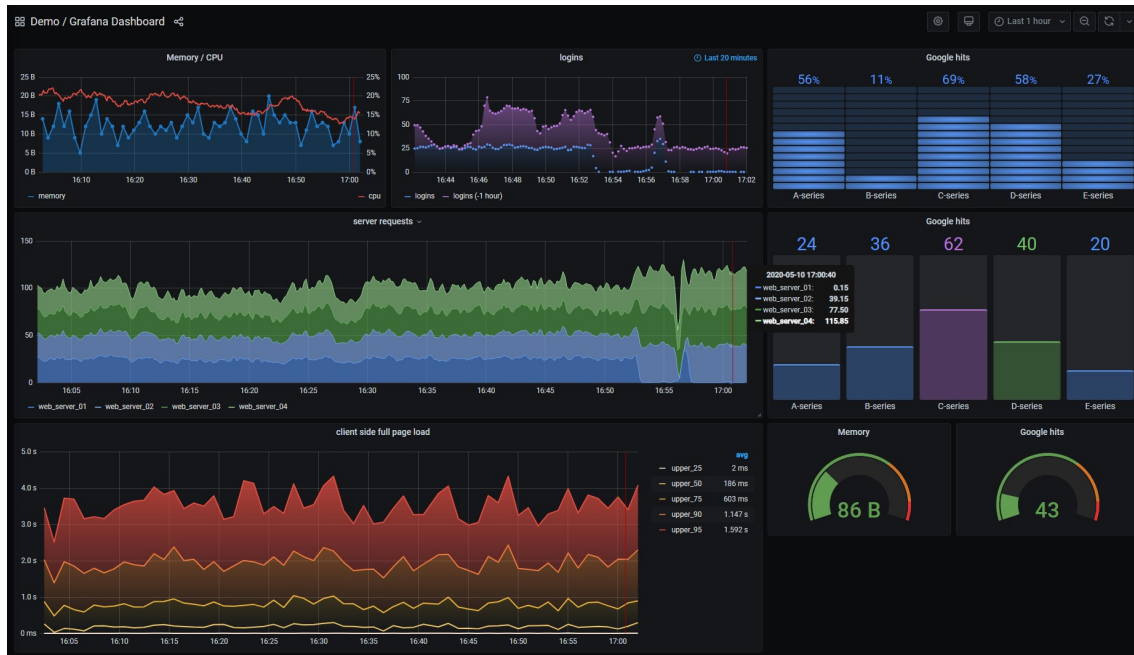 Demo / Grafana Dashboard
Last 1 hour
Memory / CPU
25 B
20 B
15 B
10 B
5 B
0 B
25%
20%
15%
10%
5%
0%
16:10 16:20 16:30 16:40 16:50 17:00
memory
cpu
logins
Last 20 minutes
100
75
50
25
0
16:44 16:46 16:48 16:50 16:52 16:54 16:56 16:58 17:00 17:02
logins logins (-1 hour)
Google hits
56% 11% 69% 58% 27%
A-series B-series C-series D-series E-series
server requests
150
100
50
0
16:05 16:10 16:15 16:20 16:25 16:30 16:35 16:40 16:45 16:50 16:55 17:00
web_server_01 web_server_02 web_server_03 web_server_04
2020-05-10 17:00:40
web_server_01: 0.15
web_server_02: 39.15
web_server_03: 77.50
web_server_04: 115.85
Google hits
24 36 62 40 20
A-series B-series C-series D-series E-series
client side full page load
5.0 s
4.0 s
3.0 s
2.0 s
1.0 s
0 ms
16:05 16:10 16:15 16:20 16:25 16:30 16:35 16:40 16:45 16:50 16:55 17:00
avg
upper_25 2 ms
upper_50 186 ms
upper_75 603 ms
upper_90 1.147 s
upper_95 1.592 s
Memory
86 B
Google hits
43